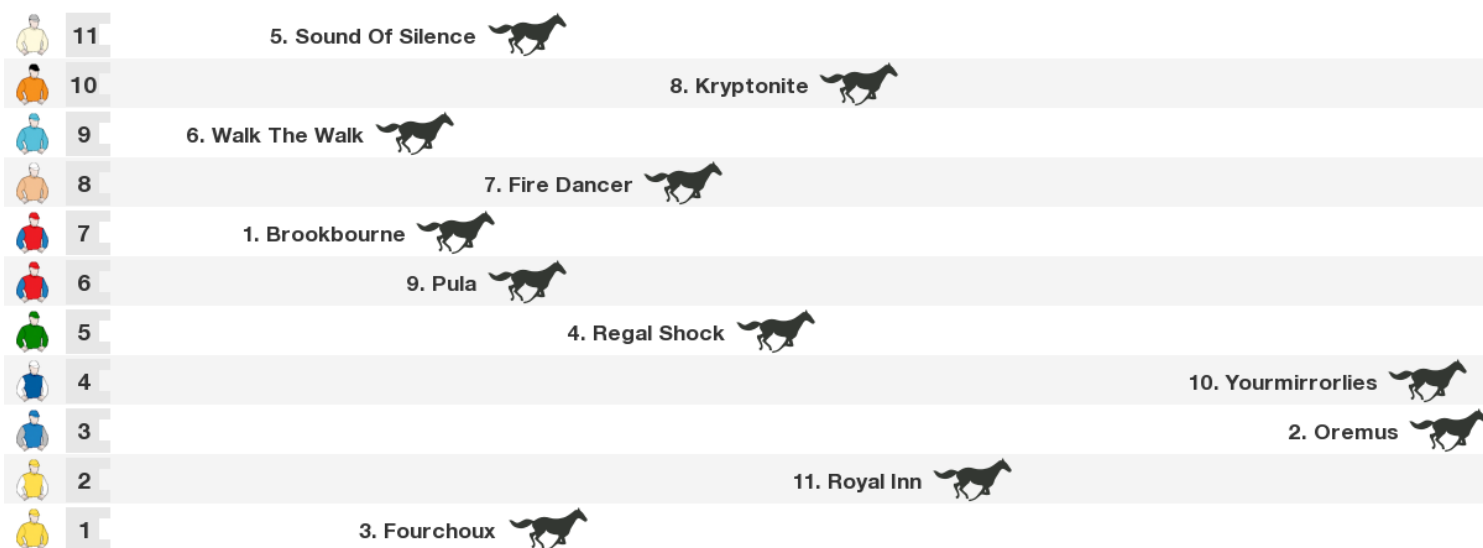 11 5. Sound Of Silence
10 8. Kryptonite
9 6. Walk The Walk
8 7. Fire Dancer
7 1. Brookbourne
6 9. Pula
5 4. Regal Shock
4 10. Yourmirrorlies
3 2. Oremus
2 11. Royal Inn
1 3. Fourchoux